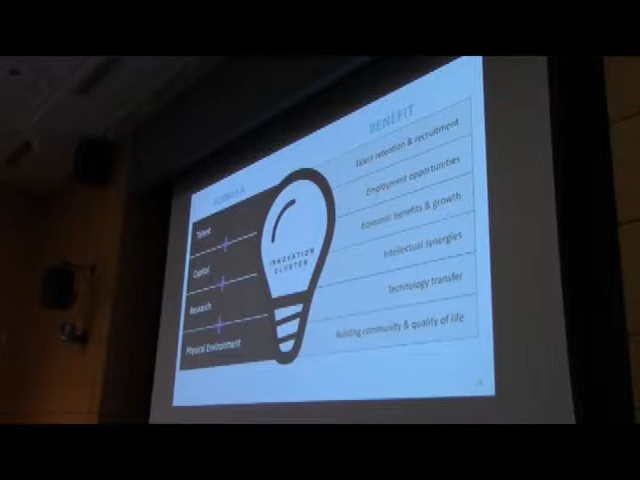 FORMULA
Talent
Capital
Research
Physical Environment
INNOVATION
CLUSTER
BENEFIT
Talent retention & recruitment
Employment opportunities
Economic benefits & growth
Intellectual synergies
Technology transfer
Building community & quality of life